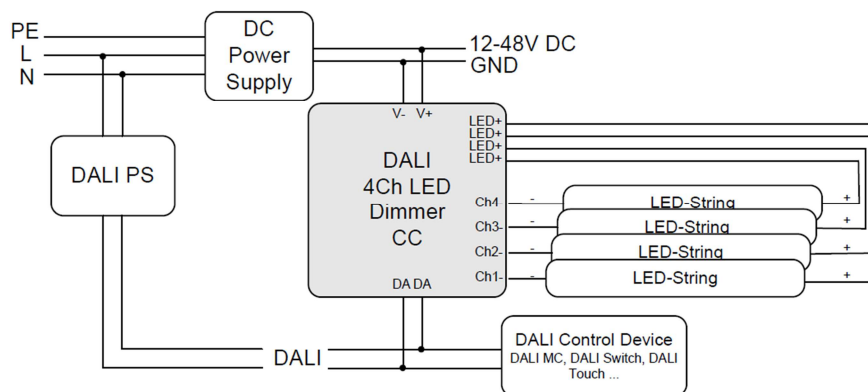 PE
L
N
DC
Power
Supply
12-48V DC
GND
DALI PS
V- V+
LED+
LED+
LED+
LED+
DALI
4Ch LED
Dimmer
CC
Ch4-
Ch3-
Ch2-
Ch1-
DA DA
- LED-String +
- LED-String +
- LED-String +
- LED-String +
DALI
DALI Control Device
DALI MC, DALI Switch, DALI
Touch ...